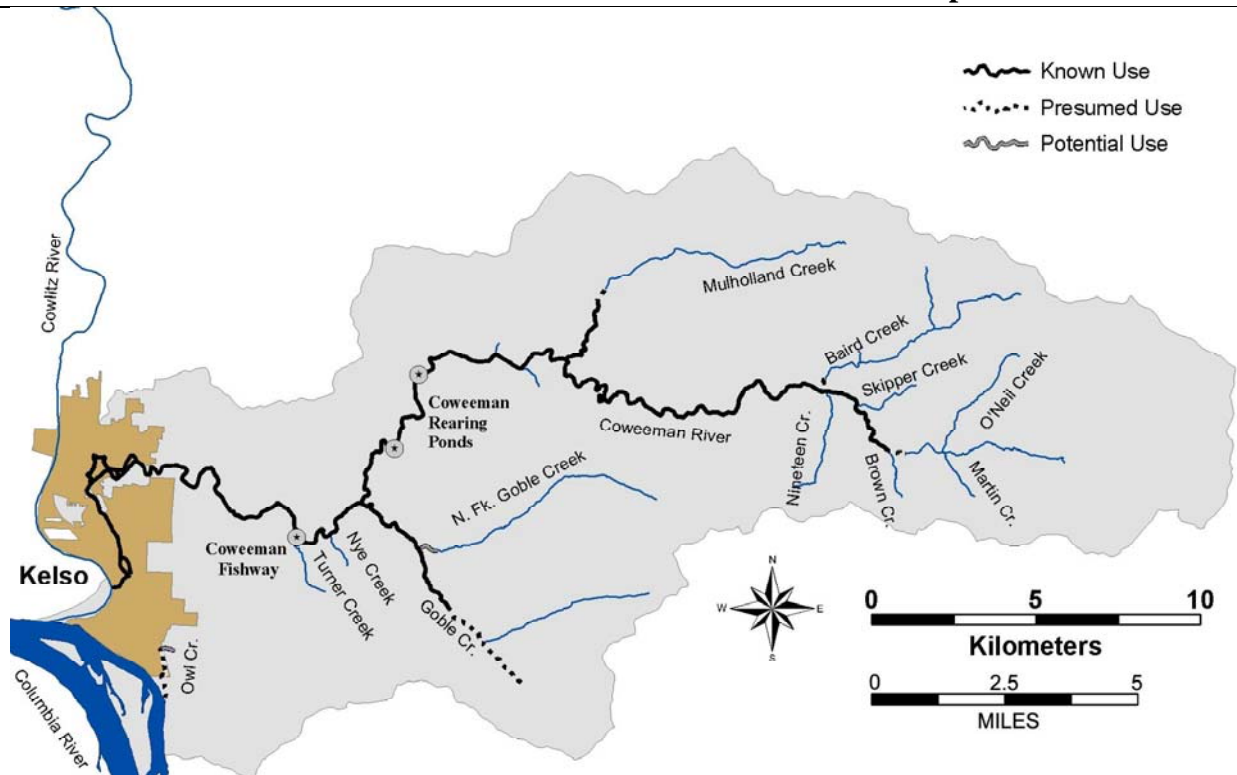 Known Use
Presumed Use
Potential Use
Cowlitz River
Mulholland Creek
Baird Creek
Skipper Creek
O'Neil Creek
Coweeman
Rearing
Ponds
Coweeman River
Nineteen Cr.
Brown Cr.
Martin Cr.
N. Fk. Goble Creek
Coweeman
Fishway
Nye Creek
Turner Creek
Goble Cr.
Kelso
Owl Cr.
Columbia River
N
W
E
S
0 5 10
Kilometers
0 2.5 5
MILES